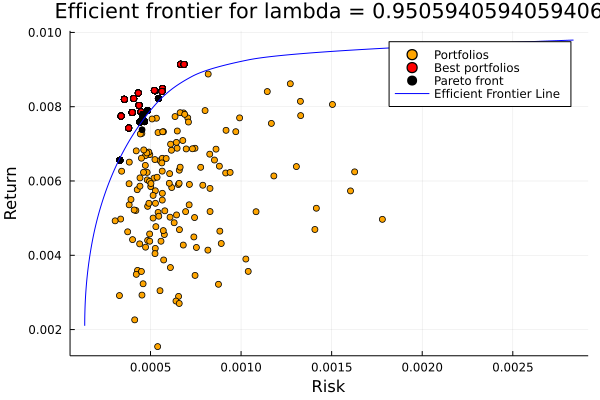 Efficient frontier for lambda = 0.9505940594059406
Return
0.010
0.008
0.006
0.004
0.002
Portfolios
Best portfolios
Pareto front
Efficient Frontier Line
0.0005
0.0010
0.0015
0.0020
0.0025
Risk